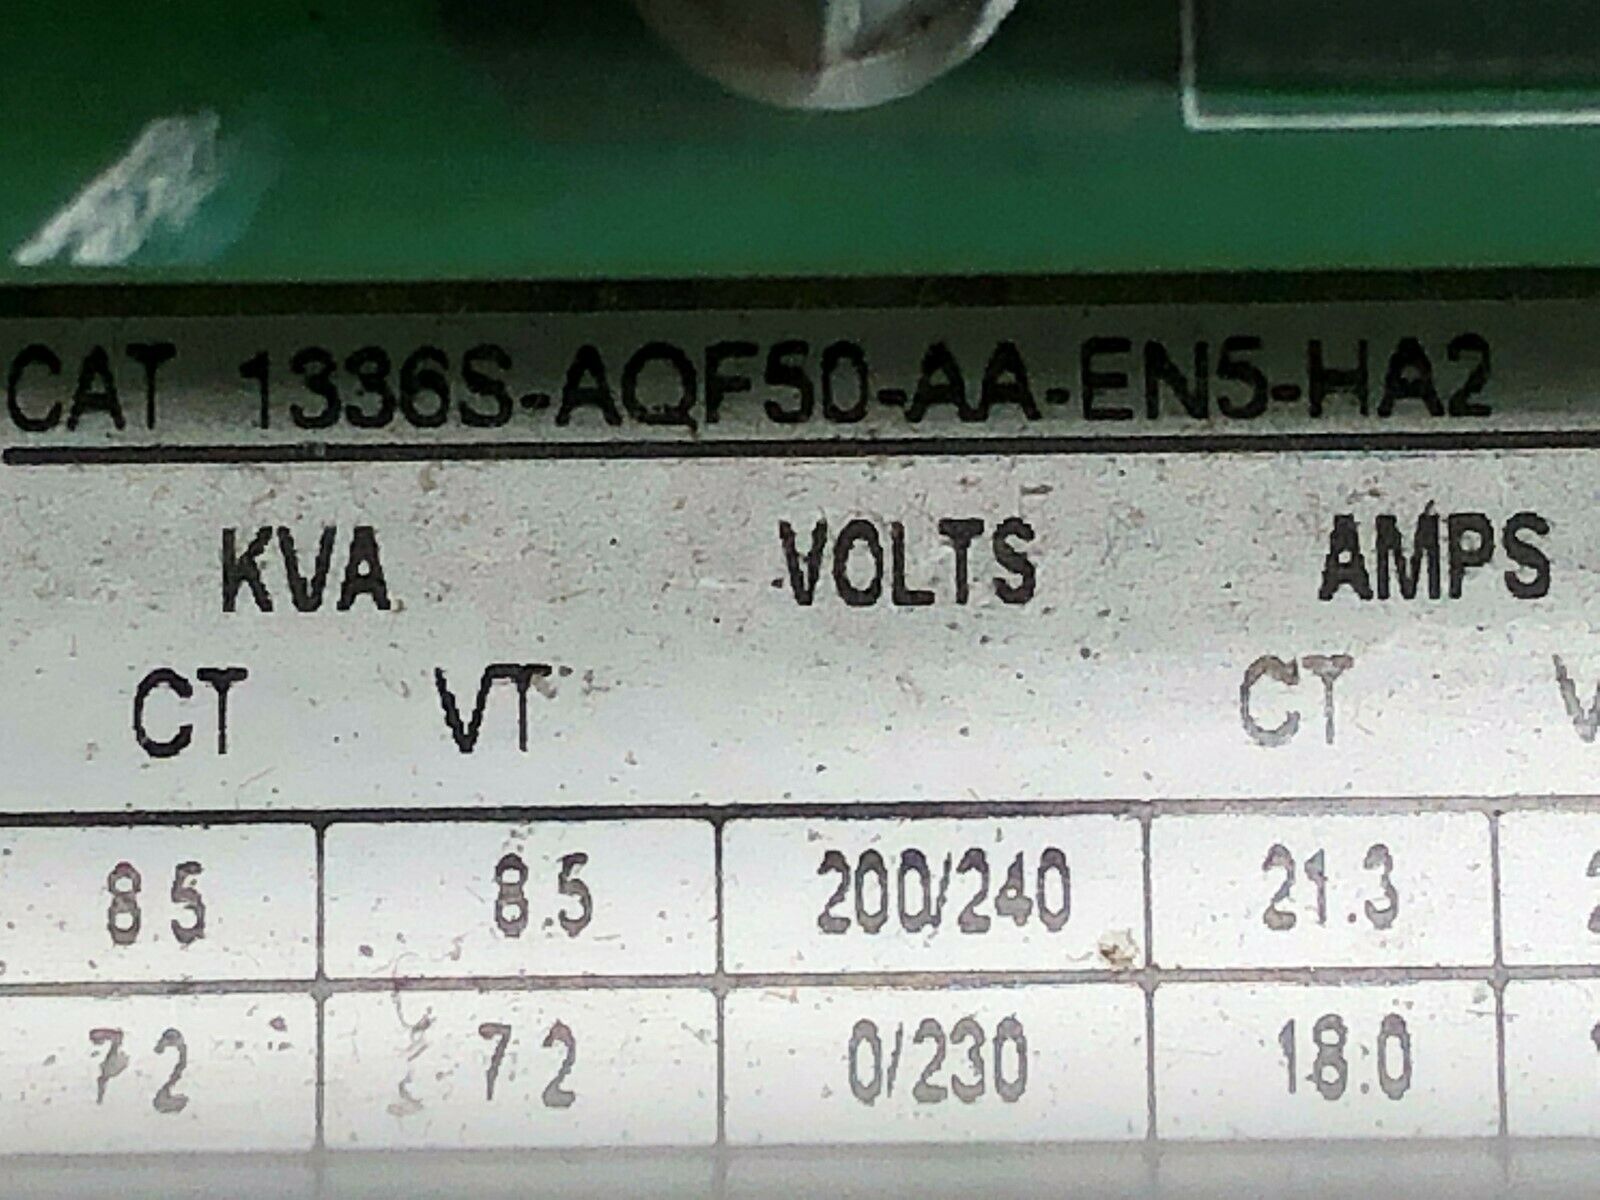 CAT 1336S-AQF50-AA-EN5-HA2
KVA VOLTS AMPS
CT VT CT V
8.5 8.5 200/240 21.3
7.2 7.2 0/230 18.0